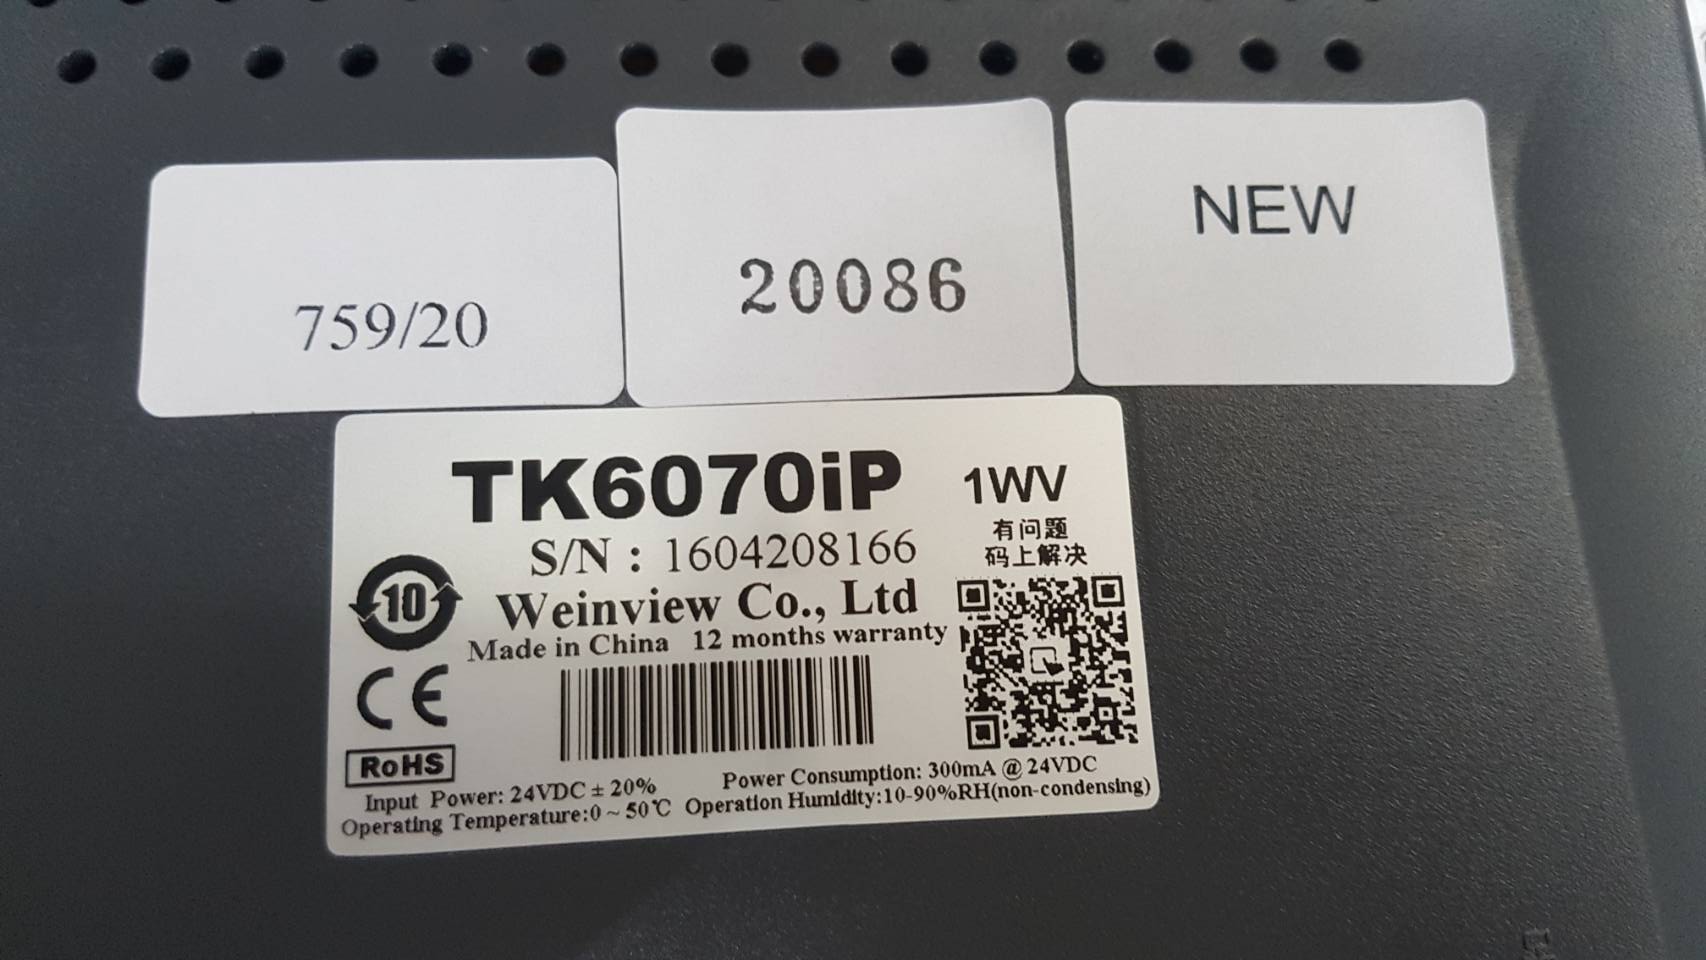 759/20
20086
NEW
TK6070iP 1WV
有问题
码上解决
S/N : 1604208166
10
Weinview Co., Ltd
Made in China 12 months warranty
CE
RoHS
Input Power: 24VDC ± 20% Power Consumption: 300mA @ 24VDC
Operating Temperature:0 ~ 50℃ Operation Humidity:10-90%RH(non-condensing)